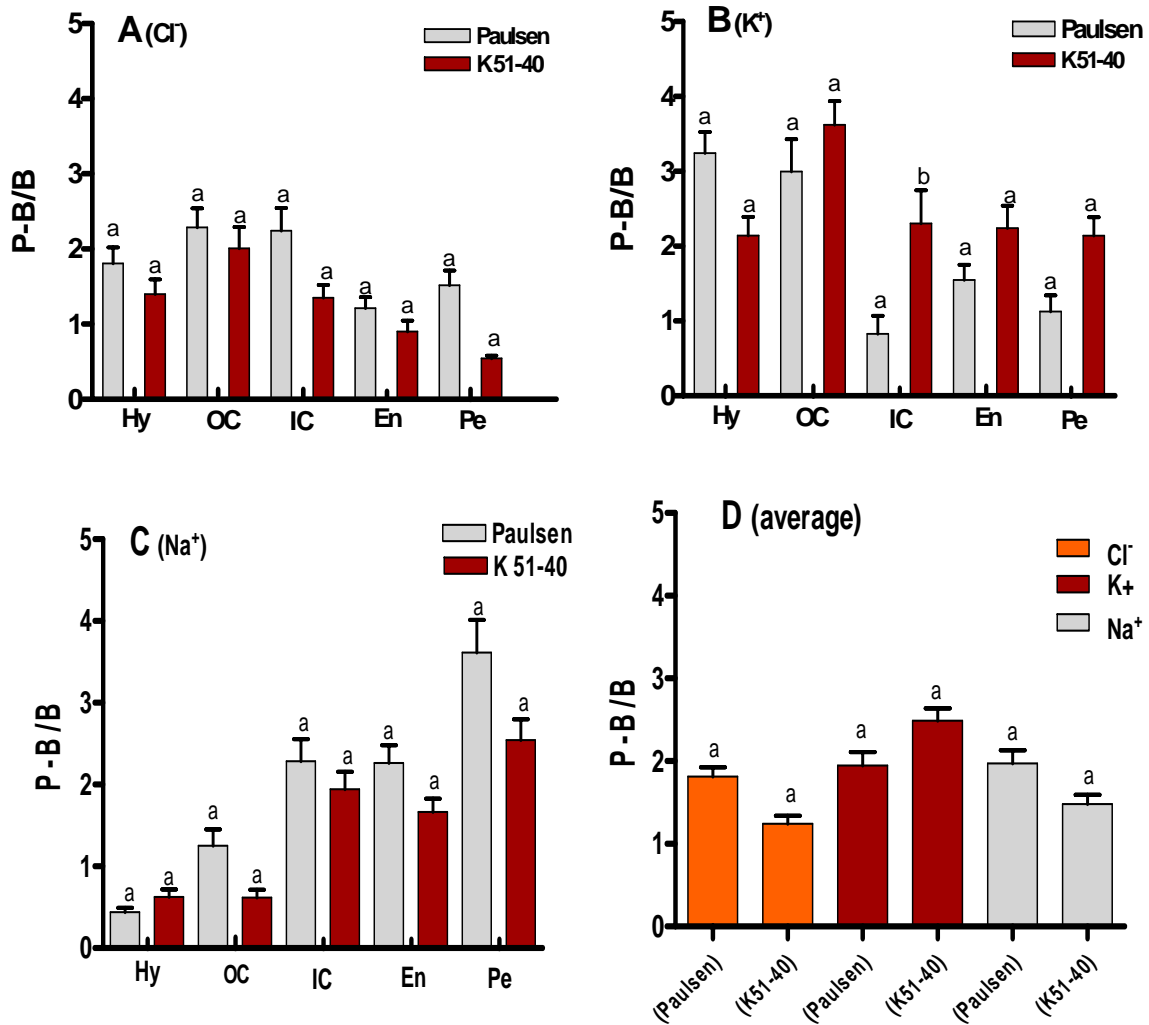 A (Cl⁻)
Paulsen
K51-40
P-B/B
5
4
3
2
1
0
a a a a a a a a a a
Hy OC IC En Pe
B (K⁺)
Paulsen
K51-40
P-B/B
5
4
3
2
1
0
a a a a a b a a a a
Hy OC IC En Pe
C (Na⁺)
Paulsen
K 51-40
P-B/B
5
4
3
2
1
0
a a a a a a a a a a
Hy OC IC En Pe
D (average)
Cl⁻
K+
Na⁺
P-B/B
5
4
3
2
1
0
a a a a a a
(Paulsen) (K51-40) (Paulsen) (K51-40) (Paulsen) (K51-40)